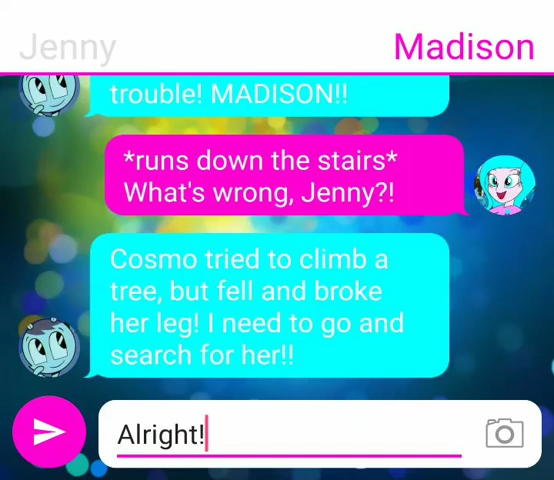 Jenny
Madison
trouble! MADISON!!
*runs down the stairs*
What's wrong, Jenny?!
Cosmo tried to climb a
tree, but fell and broke
her leg! I need to go and
search for her!!
Alright!